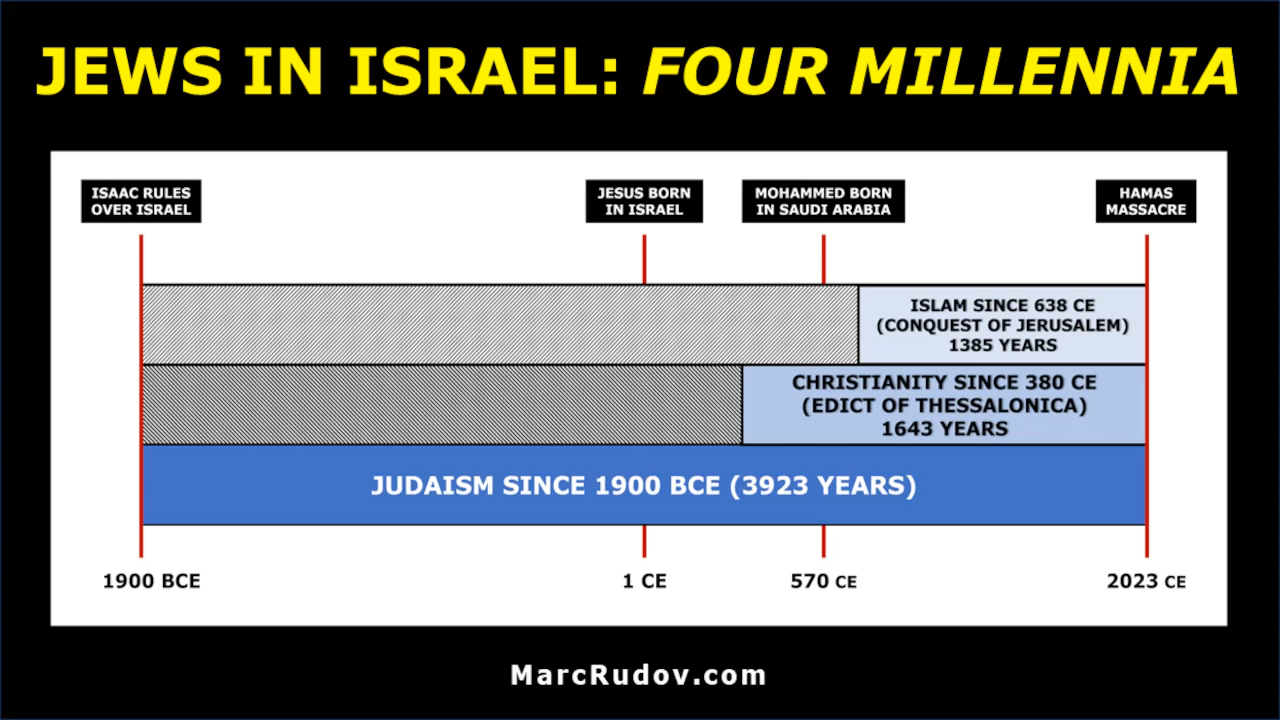 JEWS IN ISRAEL: FOUR MILLENNIA
ISAAC RULES
OVER ISRAEL
JESUS BORN
IN ISRAEL
MOHAMMED BORN
IN SAUDI ARABIA
HAMAS
MASSACRE
ISLAM SINCE 638 CE
(CONQUEST OF JERUSALEM)
1385 YEARS
CHRISTIANITY SINCE 380 CE
(EDICT OF THESSALONICA)
1643 YEARS
JUDAISM SINCE 1900 BCE (3923 YEARS)
1900 BCE
1 CE
570 CE
2023 CE
MarcRudov.com